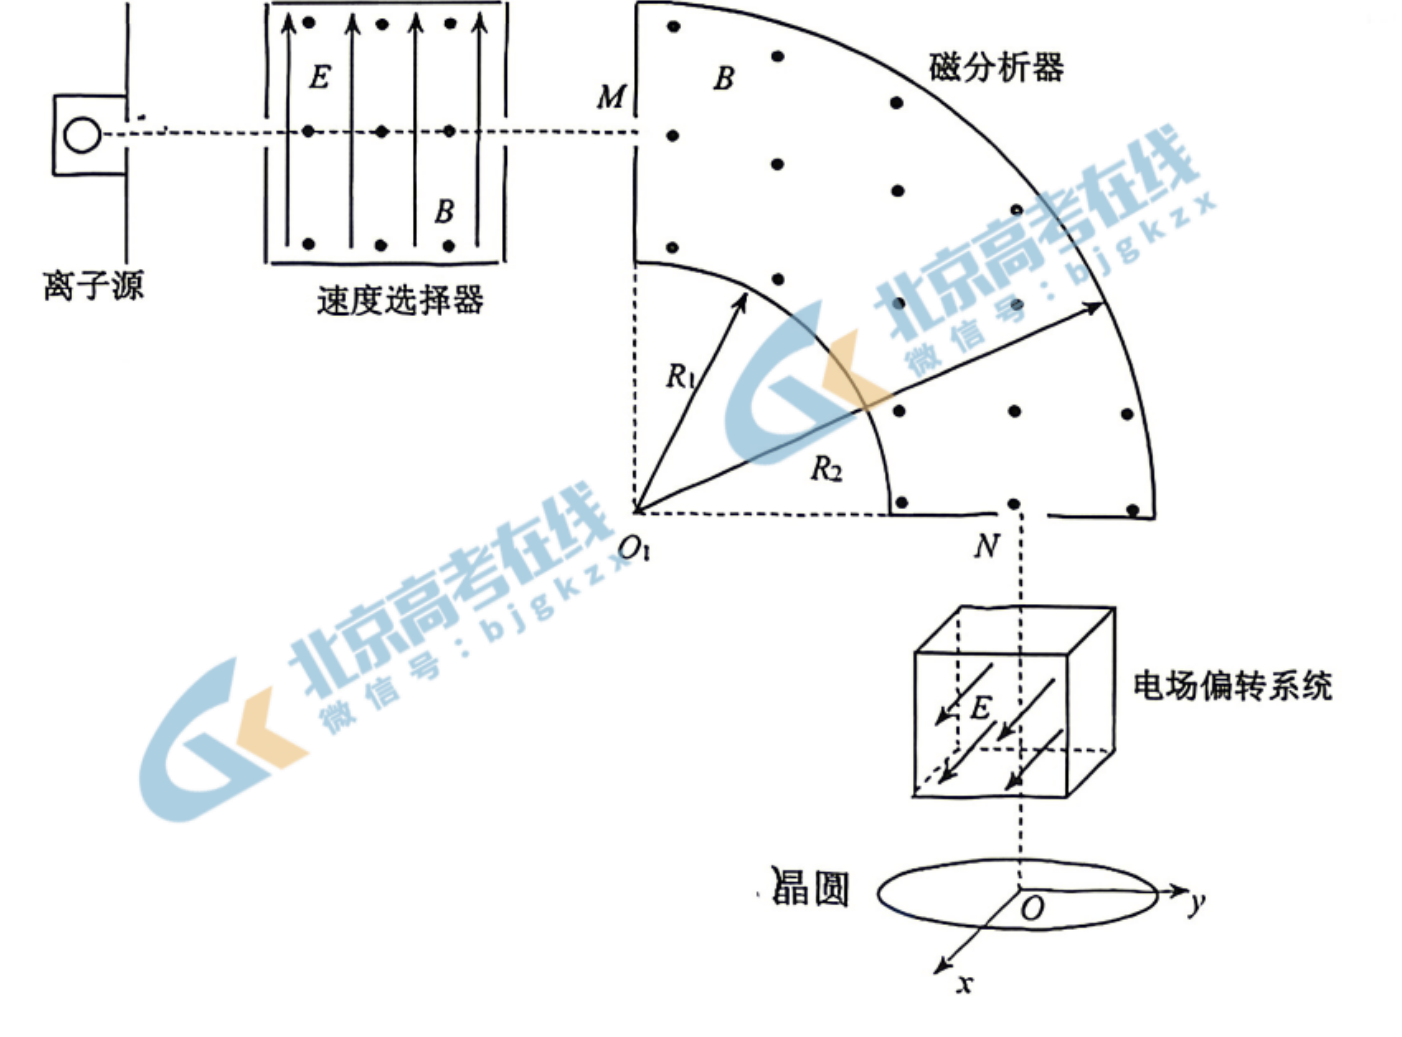 E
B
离子源
速度选择器
M
B
磁分析器
R1
R2
O1
N
E
电场偏转系统
晶圆
O
y
x
北京高考在线
微信号：bjgkzx
北京高考在线
微信号：bjgkzx